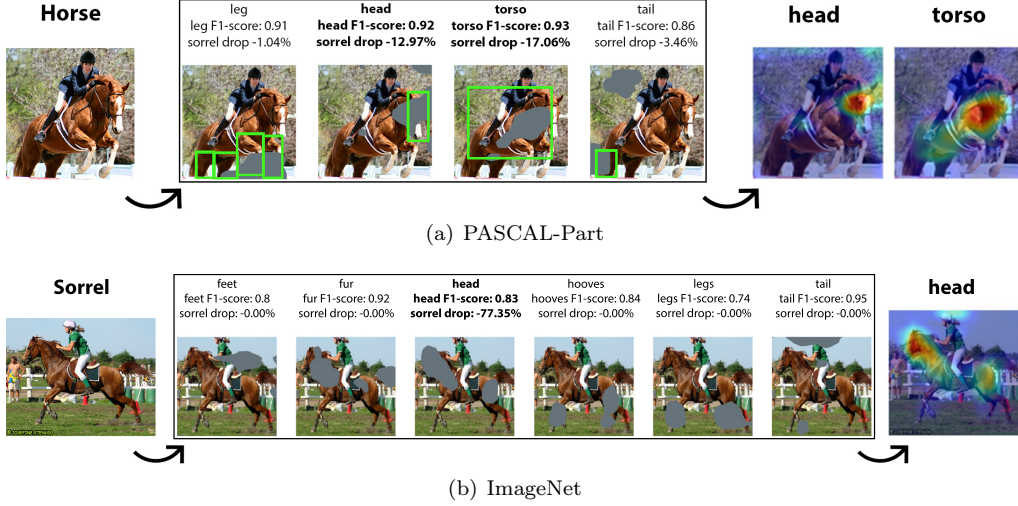 Horse
leg
leg F1-score: 0.91
sorrel drop -1.04%
head
head F1-score: 0.92
sorrel drop -12.97%
torso
torso F1-score: 0.93
sorrel drop -17.06%
tail
tail F1-score: 0.86
sorrel drop -3.46%
head
torso
(a) PASCAL-Part
Sorrel
feet
feet F1-score: 0.8
sorrel drop: -0.00%
fur
fur F1-score: 0.92
sorrel drop: -0.00%
head
head F1-score: 0.83
sorrel drop: -77.35%
hooves
hooves F1-score: 0.84
sorrel drop: -0.00%
legs
legs F1-score: 0.74
sorrel drop: -0.00%
tail
tail F1-score: 0.95
sorrel drop: -0.00%
head
(b) ImageNet